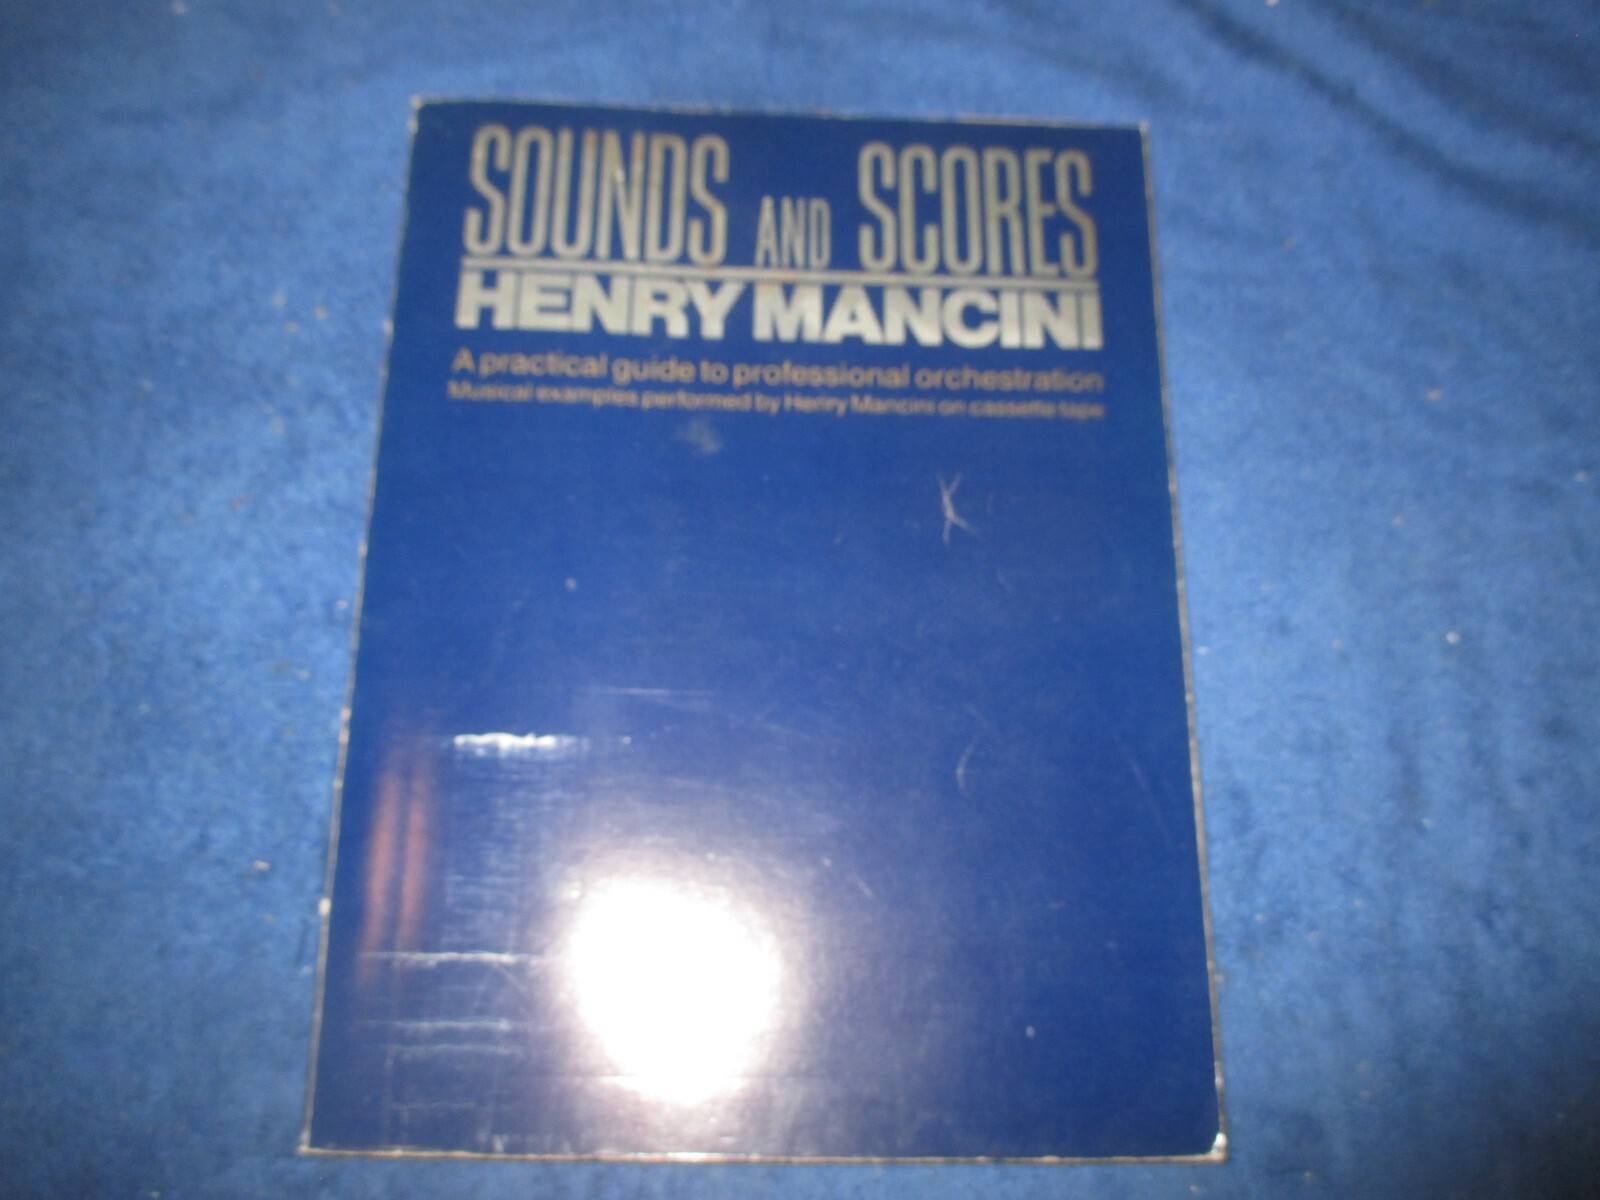 SOUNDS AND SCORES
HENRY MANCINI
A practical guide to professional orchestration
Musical examples performed by Henry Mancini on cassette tape